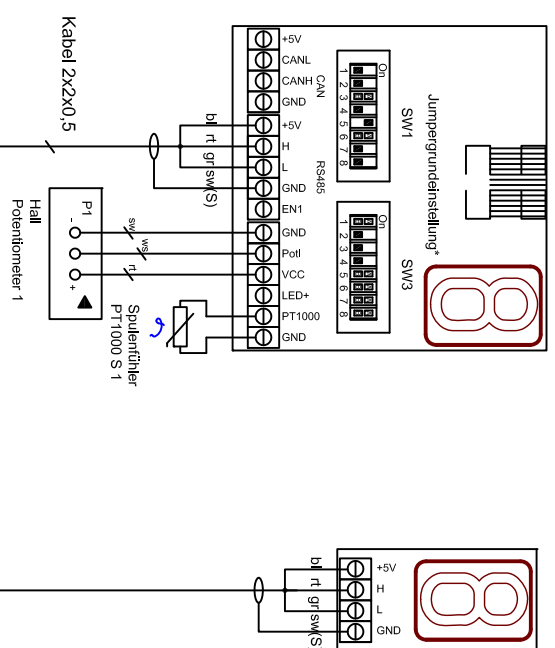 +5V
CANL
CANH
GND
CAN
+5V
H
L
GND
EN1
RS485
GND
Potl
VCC
LED+
PT1000
GND
On
1
2
3
4
5
6
7
8
SW1
On
1
2
3
4
5
6
7
8
SW3
Jumpergrundeinstellung*
Kabel 2x2x0,5
bl
rt
gr
sw(S)
sw
ws
rt
P1
-
+
Hall
Potentiometer 1
Spulenfühler
PT1000 S 1
+5V
H
L
GND
bl
rt
gr
sw(S)